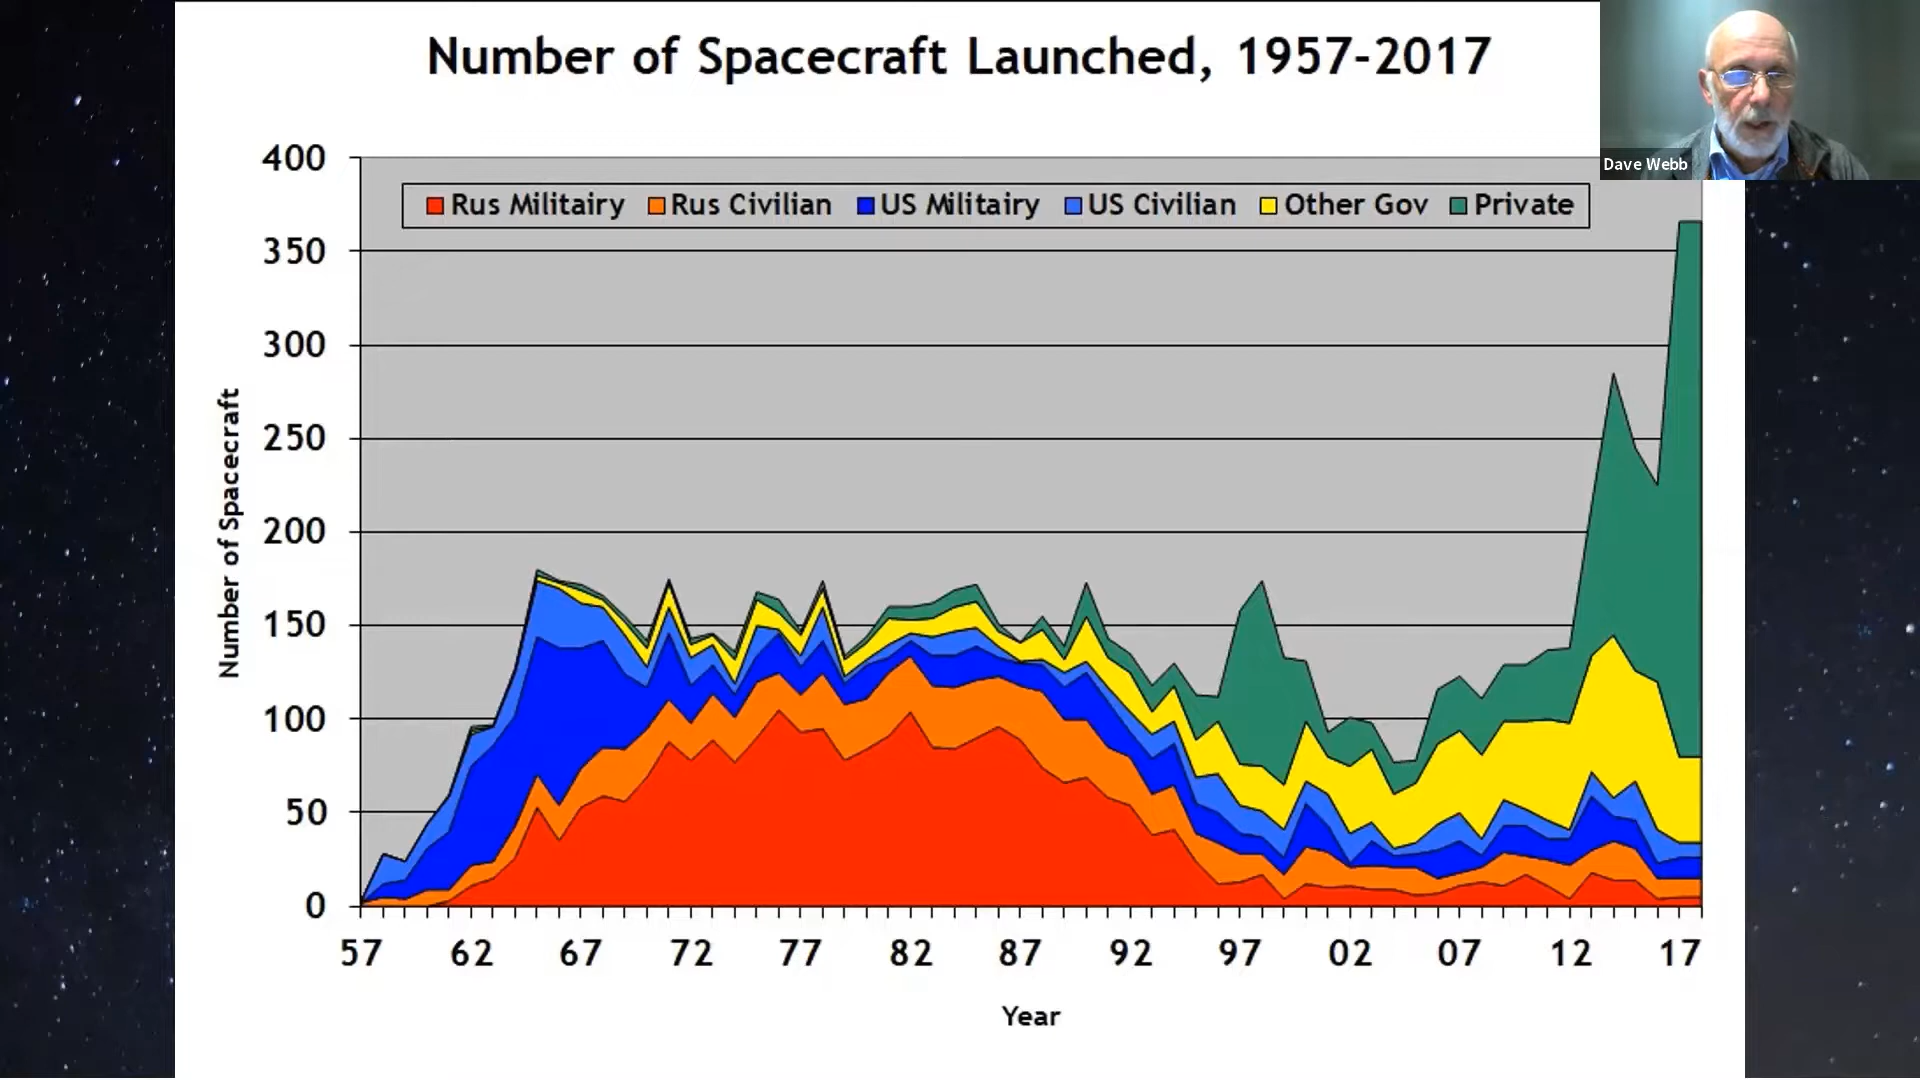 Number of Spacecraft Launched, 1957-2017
Dave Webb
400
Rus Militairy Rus Civilian US Militairy US Civilian Other Gov Private
350
300
250
200
150
100
50
0
Number of Spacecraft
57 62 67 72 77 82 87 92 97 02 07 12 17
Year